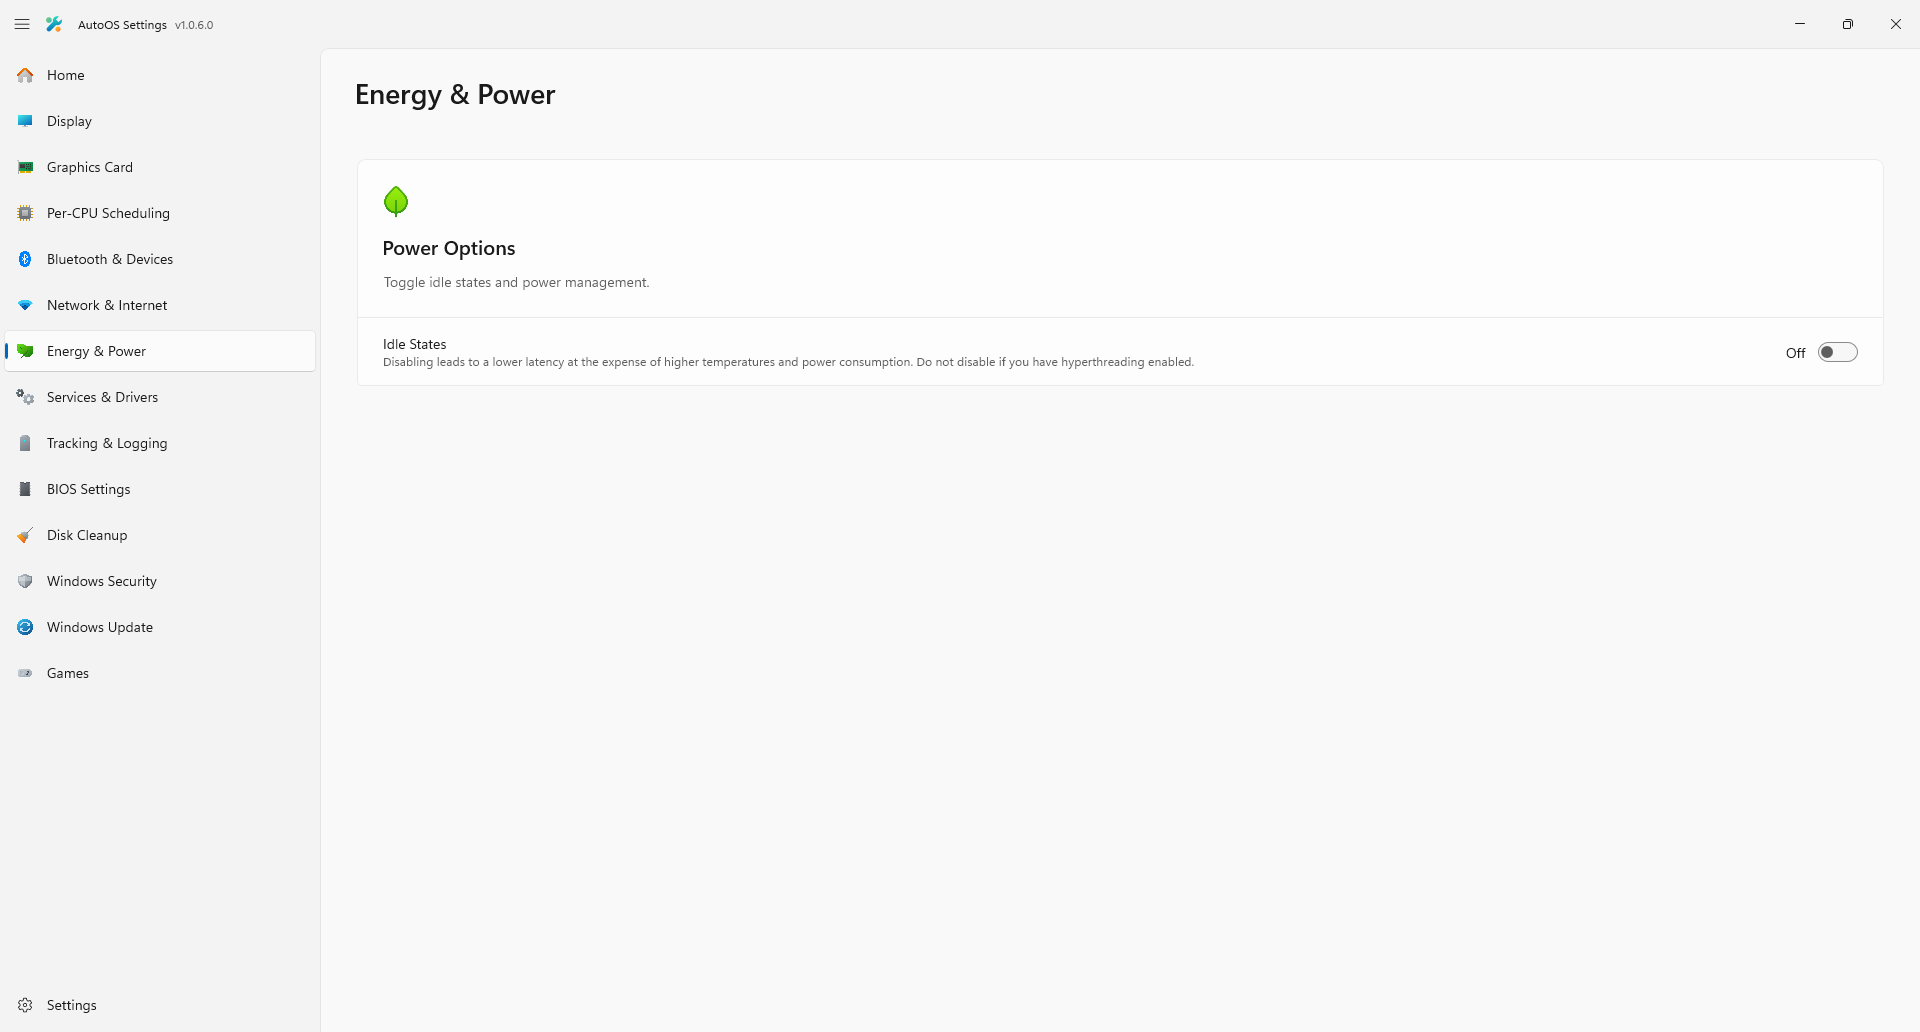 AutoOS Settings v1.0.6.0
Home
Display
Graphics Card
Per-CPU Scheduling
Bluetooth & Devices
Network & Internet
Energy & Power
Services & Drivers
Tracking & Logging
BIOS Settings
Disk Cleanup
Windows Security
Windows Update
Games
Settings
Energy & Power
Power Options
Toggle idle states and power management.
Idle States
Disabling leads to a lower latency at the expense of higher temperatures and power consumption. Do not disable if you have hyperthreading enabled.
Off